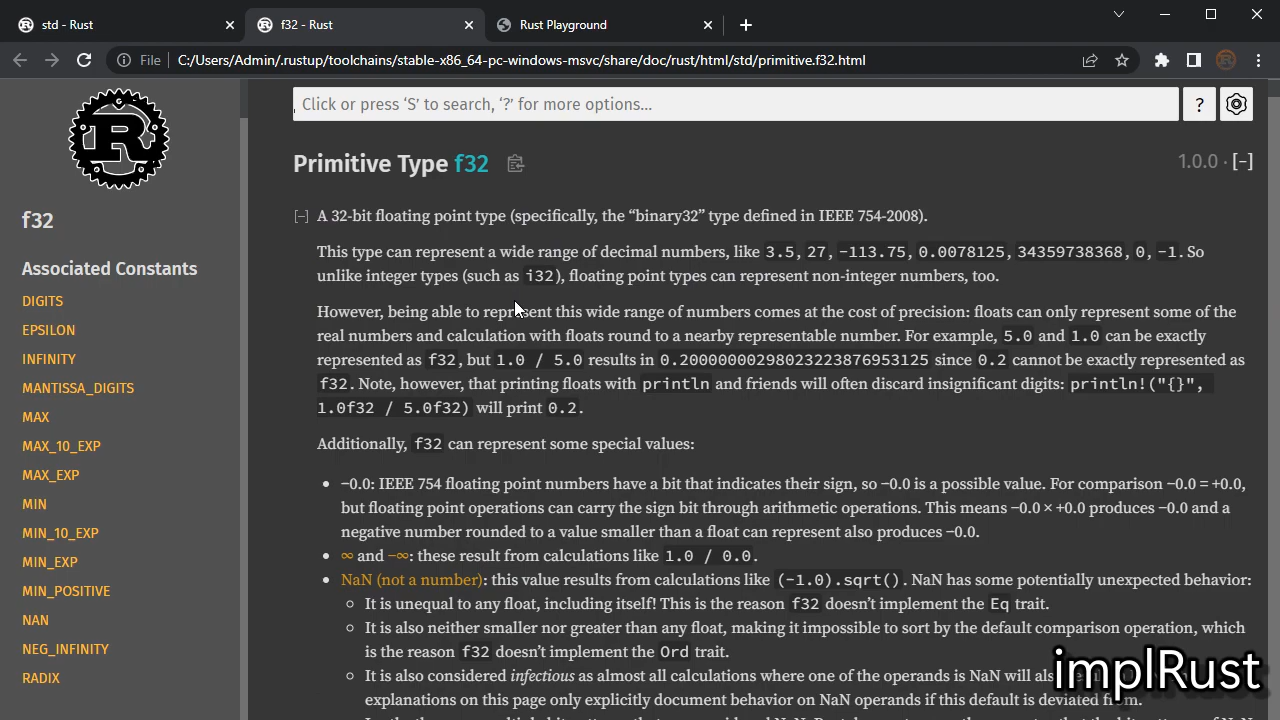 std - Rust
f32 - Rust
Rust Playground
File
C:/Users/Admin/.rustup/toolchains/stable-x86_64-pc-windows-msvc/share/doc/rust/html/std/primitive.f32.html
R
f32
Associated Constants
DIGITS
EPSILON
INFINITY
MANTISSA_DIGITS
MAX
MAX_10_EXP
MAX_EXP
MIN
MIN_10_EXP
MIN_EXP
MIN_POSITIVE
NAN
NEG_INFINITY
RADIX
Click or press ‘S’ to search, ‘?’ for more options…
?
Primitive Type f32
1.0.0 · [−]
[−] A 32-bit floating point type (specifically, the “binary32” type defined in IEEE 754-2008).
This type can represent a wide range of decimal numbers, like 3.5, 27, -113.75, 0.0078125, 34359738368, 0, -1. So
unlike integer types (such as i32), floating point types can represent non-integer numbers, too.
However, being able to represent this wide range of numbers comes at the cost of precision: floats can only represent some of the
real numbers and calculation with floats round to a nearby representable number. For example, 5.0 and 1.0 can be exactly
represented as f32, but 1.0 / 5.0 results in 0.20000000298023223876953125 since 0.2 cannot be exactly represented as
f32. Note, however, that printing floats with println and friends will often discard insignificant digits: println!("{}",
1.0f32 / 5.0f32) will print 0.2.
Additionally, f32 can represent some special values:
• −0.0: IEEE 754 floating point numbers have a bit that indicates their sign, so −0.0 is a possible value. For comparison −0.0 = +0.0,
but floating point operations can carry the sign bit through arithmetic operations. This means −0.0 × +0.0 produces −0.0 and a
negative number rounded to a value smaller than a float can represent also produces −0.0.
• ∞ and −∞: these result from calculations like 1.0 / 0.0.
• NaN (not a number): this value results from calculations like (-1.0).sqrt(). NaN has some potentially unexpected behavior:
◦ It is unequal to any float, including itself! This is the reason f32 doesn’t implement the Eq trait.
◦ It is also neither smaller nor greater than any float, making it impossible to sort by the default comparison operation, which
is the reason f32 doesn’t implement the Ord trait.
◦ It is also considered infectious as almost all calculations where one of the operands is NaN will
explanations on this page only explicitly document behavior on NaN operands if this default is deviated from.
implRust